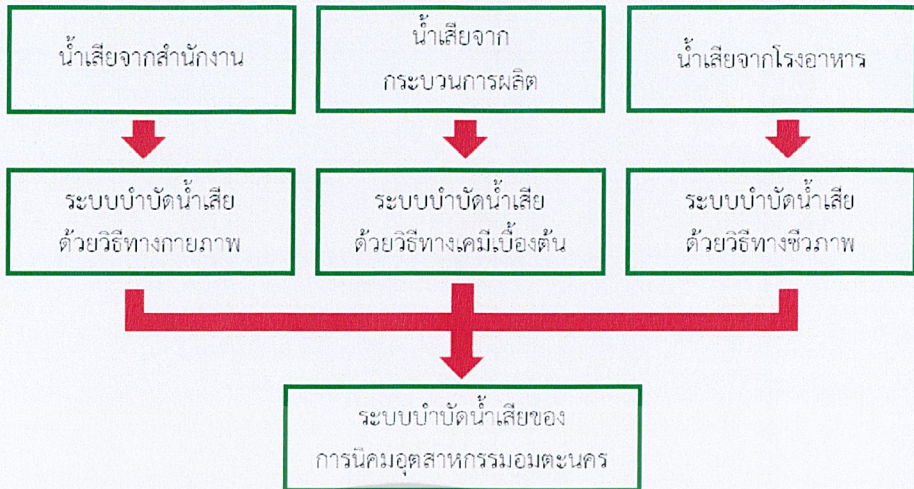 น้ำเสียจากสำนักงาน
น้ำเสียจาก
กระบวนการผลิต
น้ำเสียจากโรงอาหาร
ระบบบำบัดน้ำเสีย
ด้วยวิธีทางกายภาพ
ระบบบำบัดน้ำเสีย
ด้วยวิธีทางเคมีเบื้องต้น
ระบบบำบัดน้ำเสีย
ด้วยวิธีทางชีวภาพ
ระบบบำบัดน้ำเสียของ
การนิคมอุตสาหกรรมอมตะนคร